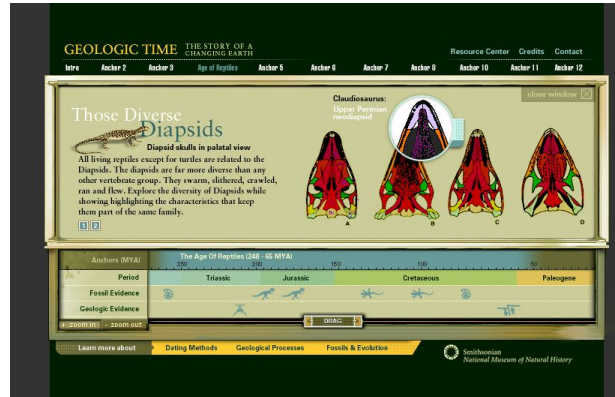 GEOLOGIC TIME THE STORY OF A CHANGING EARTH
Resource Center Credits Contact
Intro Anchor 2 Anchor 3 Age of Reptiles Anchor 5 Anchor 6 Anchor 7 Anchor 8 Anchor 10 Anchor 11 Anchor 12
close window
Those Diverse
Diapsids
Diapsid skulls in palatal view
All living reptiles except for turtles are related to the
Diapsids. The diapsids are far more diverse than any
other vertebrate group. They swarm, slithered, crawled,
ran and flew. Explore the diversity of Diapsids while
showing highlighting the characteristics that keep
them part of the same family.
1 2
Claudiosaurus:
Upper Permian
neodiapsid
A B C D
Anchors (MYA)
The Age Of Reptiles (248 - 65 MYA)
250 200 150 100 50
Period Triassic Jurassic Cretaceous Paleogene
Fossil Evidence
Geologic Evidence
+ zoom in - zoom out
DRAG
Learn more about Dating Methods Geological Processes Fossils & Evolution
Smithsonian
National Museum of Natural History